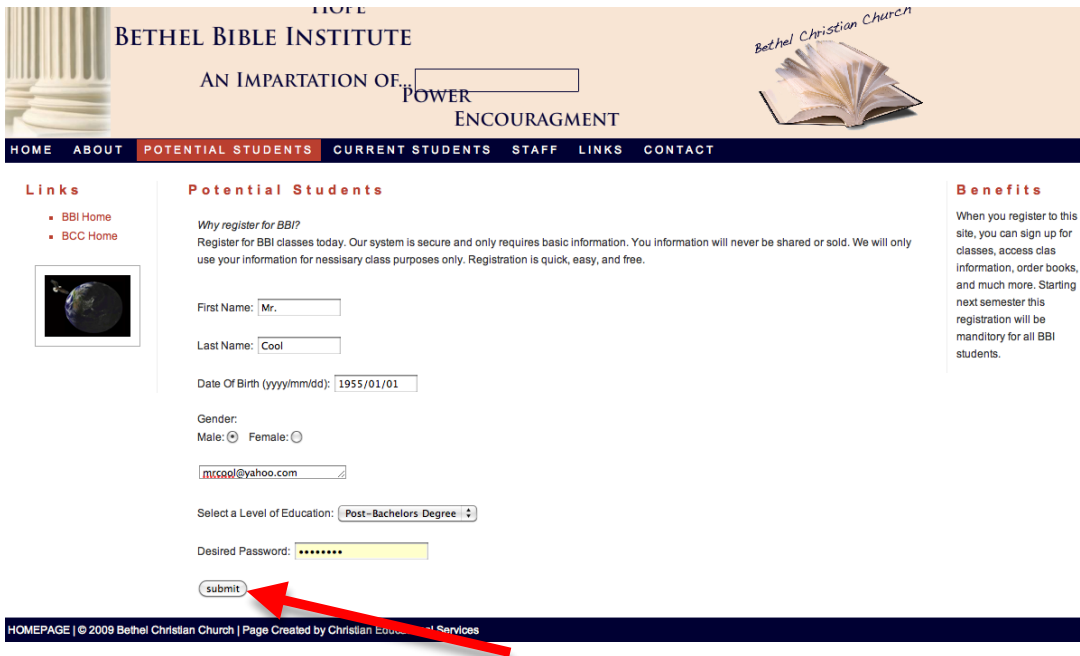 HOPE
BETHEL BIBLE INSTITUTE
AN IMPARTATION OF...
POWER
ENCOURAGMENT
Bethel Christian Church
HOME ABOUT POTENTIAL STUDENTS CURRENT STUDENTS STAFF LINKS CONTACT
Links
BBI Home
BCC Home
Potential Students
Why register for BBI?
Register for BBI classes today. Our system is secure and only requires basic information. You information will never be shared or sold. We will only
use your information for nessisary class purposes only. Registration is quick, easy, and free.
First Name: Mr.
Last Name: Cool
Date Of Birth (yyyy/mm/dd): 1955/01/01
Gender:
Male: Female:
mrcool@yahoo.com
Select a Level of Education: Post-Bachelors Degree
Desired Password: ••••••••
submit
Benefits
When you register to this
site, you can sign up for
classes, access clas
information, order books,
and much more. Starting
next semester this
registration will be
manditory for all BBI
students.
HOMEPAGE | © 2009 Bethel Christian Church | Page Created by Christian Educational Services